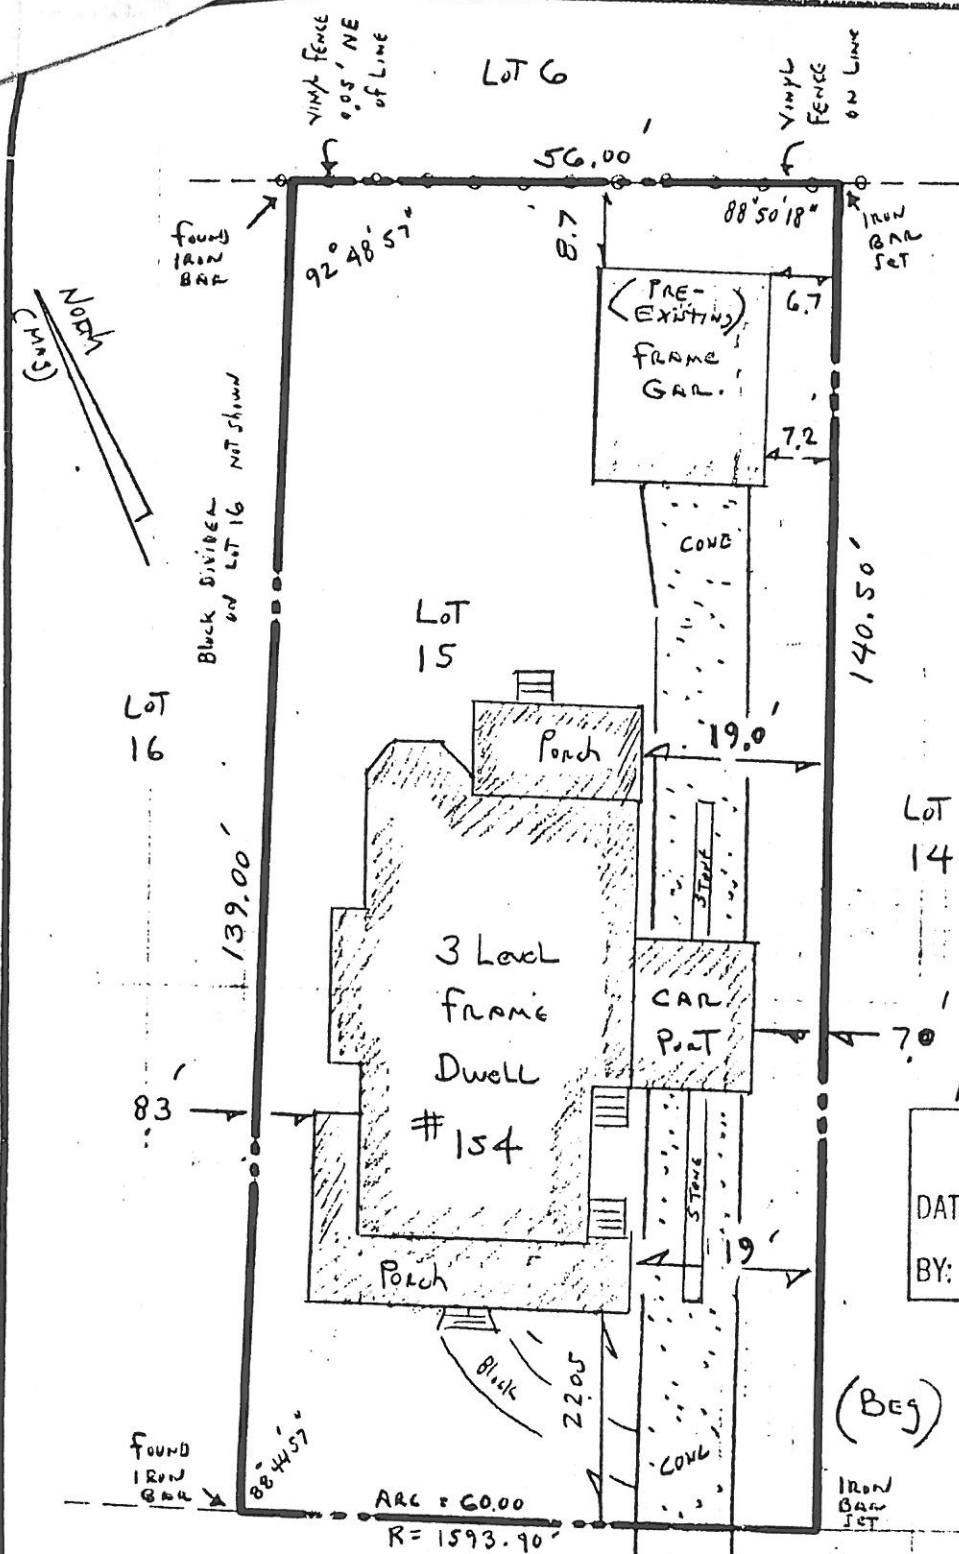 LOT 6
VINYL FENCE
0.05' NE
OF LINE
VINYL
FENCE
ON LINE
56.00'
FOUND
IRON
BAR
92° 48' 57"
8.7
88° 50' 18"
IRON
BAR
SET
NORTH
(MAG)
(PRE-
EXISTING)
FRAME
GAR.
6.7
7.2
Block DIVIDER
ON LOT 16 NOT SHOWN
CONC
140.50'
LOT
15
LOT
16
Porch
19.0'
STONE
LOT
14
139.00'
3 Level
FRAME
Dwell
# 154
CAR
PORT
7.0'
83'
STONE
19'
DAT
BY:
Porch
Block
22.05
(BEG)
CONC
FOUND
IRON
BAR
88° 44' 57"
ARC = 60.00
R = 1593.90'
IRON
BAR
SET